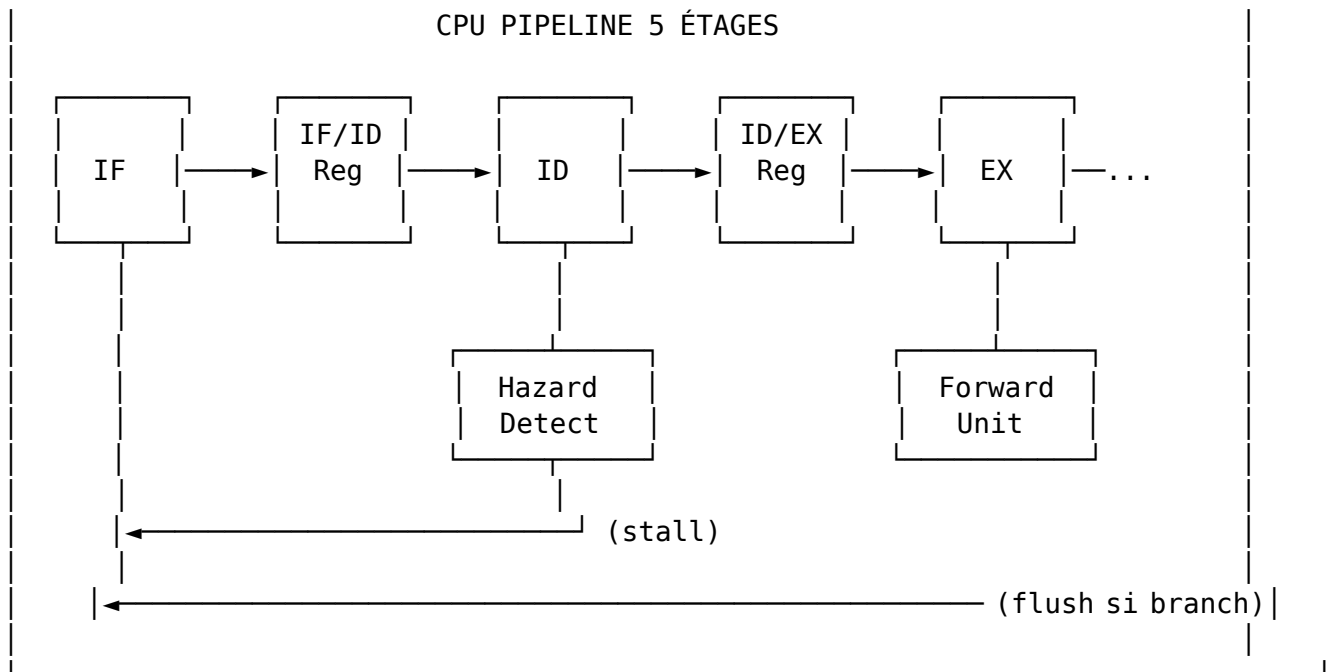 CPU PIPELINE 5 ÉTAGES
IF
IF/ID
Reg
ID
ID/EX
Reg
EX
...
Hazard
Detect
Forward
Unit
(stall)
(flush si branch)